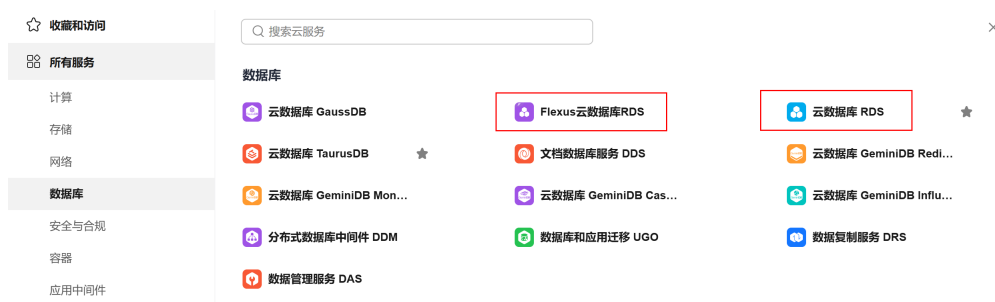 收藏和访问
所有服务
计算
存储
网络
数据库
安全与合规
容器
应用中间件
搜索云服务
数据库
云数据库 GaussDB
Flexus云数据库RDS
云数据库 RDS
云数据库 TaurusDB
文档数据库服务 DDS
云数据库 GeminiDB Redi...
云数据库 GeminiDB Mon...
云数据库 GeminiDB Cas...
云数据库 GeminiDB Influ...
分布式数据库中间件 DDM
数据库和应用迁移 UGO
数据复制服务 DRS
数据管理服务 DAS